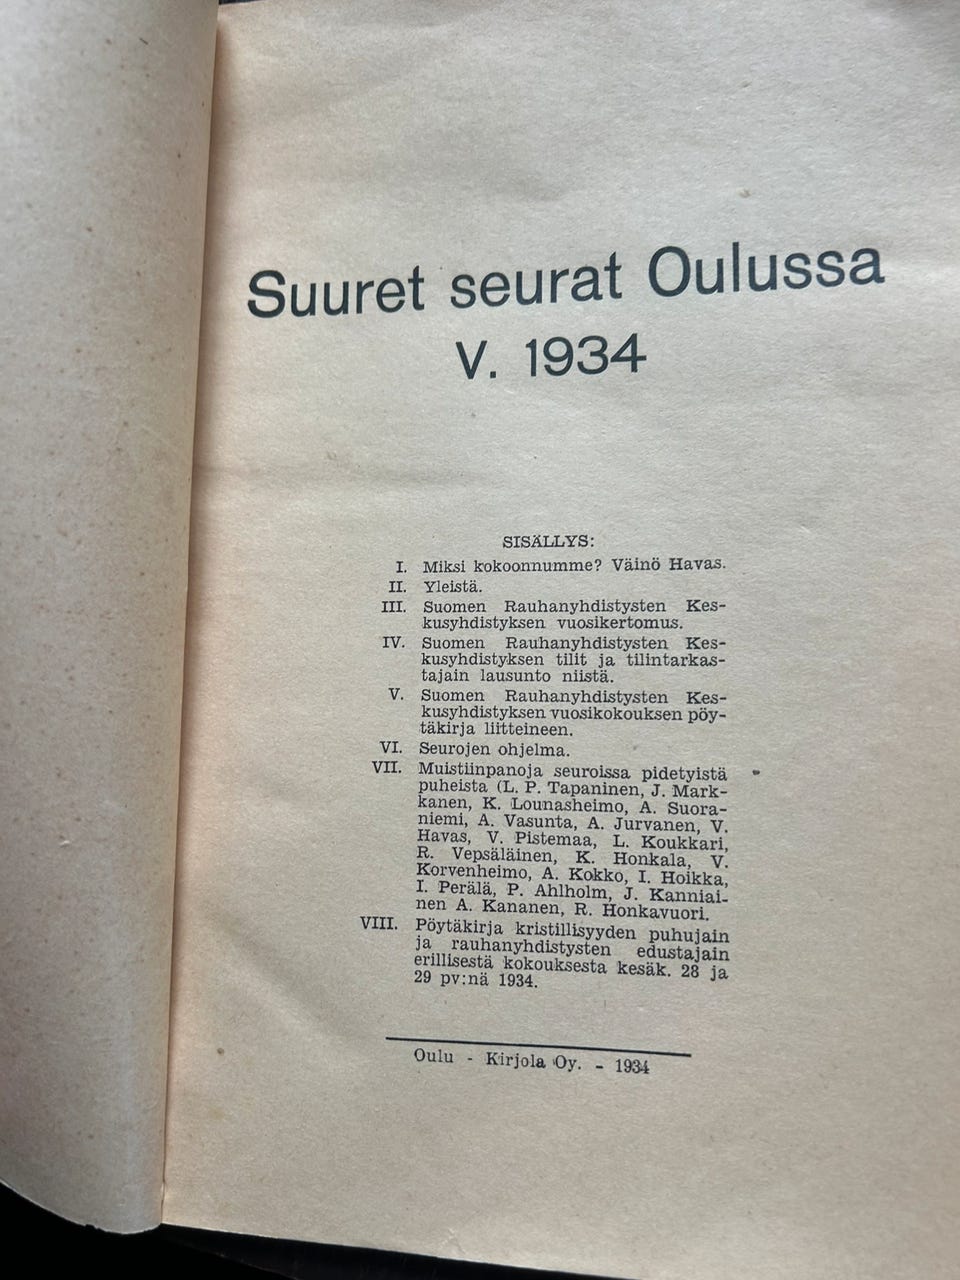 Suuret seurat Oulussa
V. 1934
SISÄLLYS:
I. Miksi kokoonnumme? Väinö Havas.
II. Yleistä.
III. Suomen Rauhanyhdistysten Kes-
kusyhdistyksen vuosikertomus.
IV. Suomen Rauhanyhdistysten Kes-
kusyhdistyksen tilit ja tilintarkas-
tajain lausunto niistä.
V. Suomen Rauhanyhdistysten Kes-
kusyhdistyksen vuosikokouksen pöy-
täkirja liitteineen.
VI. Seurojen ohjelma.
VII. Muistiinpanoja seuroissa pidetyistä
puheista (L. P. Tapaninen, J. Mark-
kanen, K. Lounasheimo, A. Suora-
niemi, A. Vasunta, A. Jurvanen, V.
Havas, V. Pistemaa, L. Koukkari,
R. Vepsäläinen, K. Honkala, V.
Korvenheimo, A. Kokko, I. Hoikka,
I. Perälä, P. Ahlholm, J. Kanniai-
nen A. Kananen, R. Honkavuori.
VIII. Pöytäkirja kristillisyyden puhujain
ja rauhanyhdistysten edustajain
erillisestä kokouksesta kesäk. 28 ja
29 pv:nä 1934.
Oulu - Kirjola Oy. - 1934